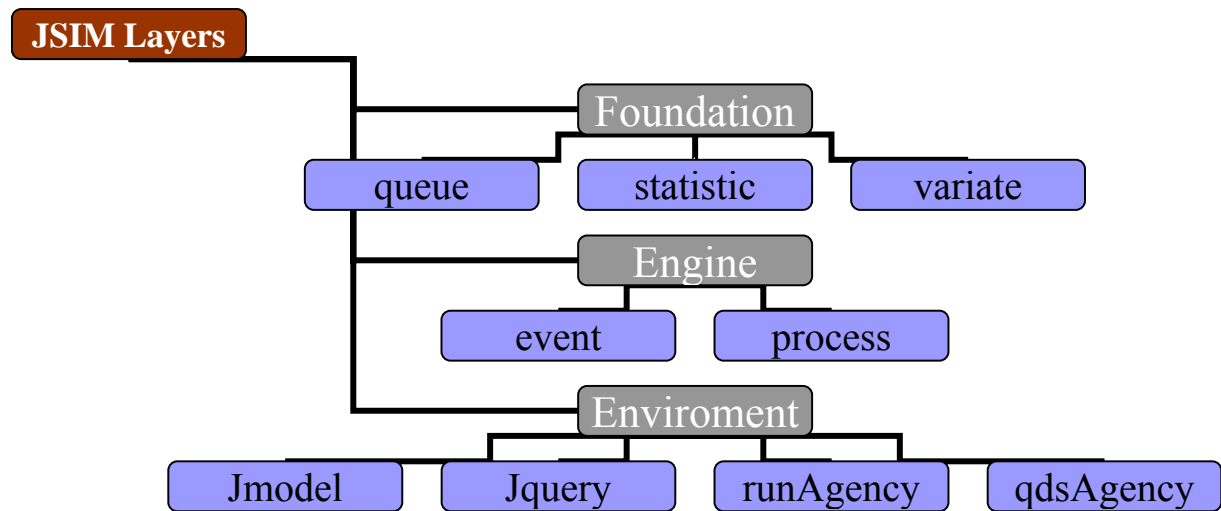 JSIM Layers
Foundation
queue statistic variate
Engine
event process
Enviroment
Jmodel Jquery runAgency qdsAgency